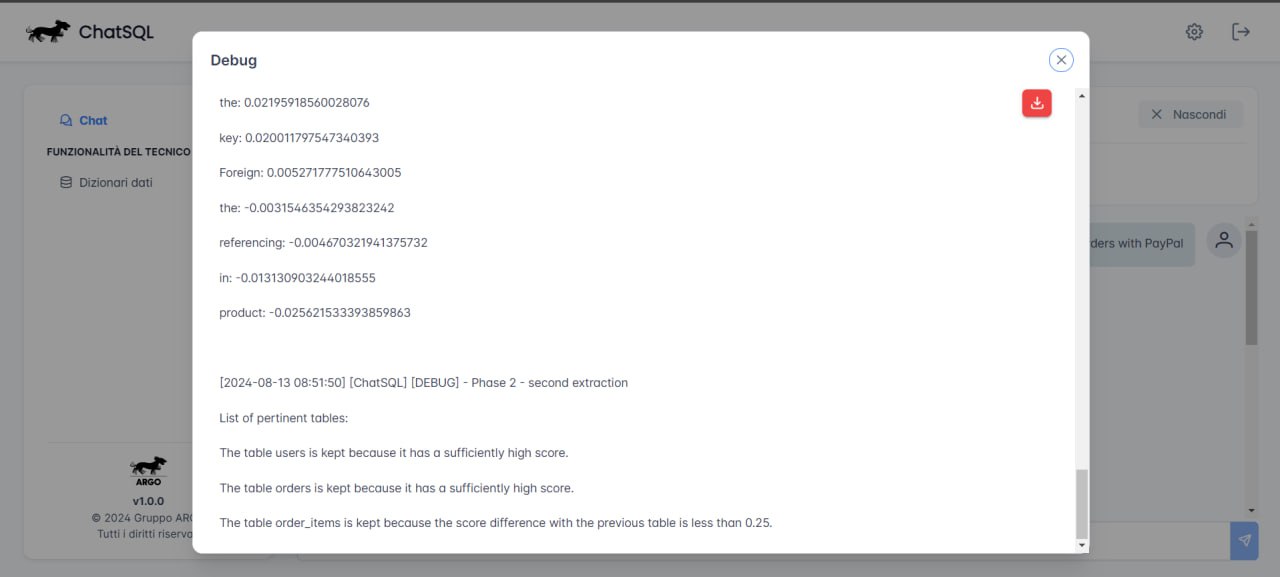 ChatSQL
Debug
Chat
FUNZIONALITÀ DEL TECNICO
Dizionari dati
Nascondi
the: 0.02195918560028076
key: 0.020011797547340393
Foreign: 0.005271777510643005
the: -0.0031546354293823242
referencing: -0.004670321941375732
in: -0.013130903244018555
product: -0.025621533393859863
with PayPal
[2024-08-13 08:51:50] [ChatSQL] [DEBUG] - Phase 2 - second extraction
List of pertinent tables:
The table users is kept because it has a sufficiently high score.
The table orders is kept because it has a sufficiently high score.
The table order_items is kept because the score difference with the previous table is less than 0.25.
ARGO
v1.0.0
© 2024 Gruppo
Tutti i diritti